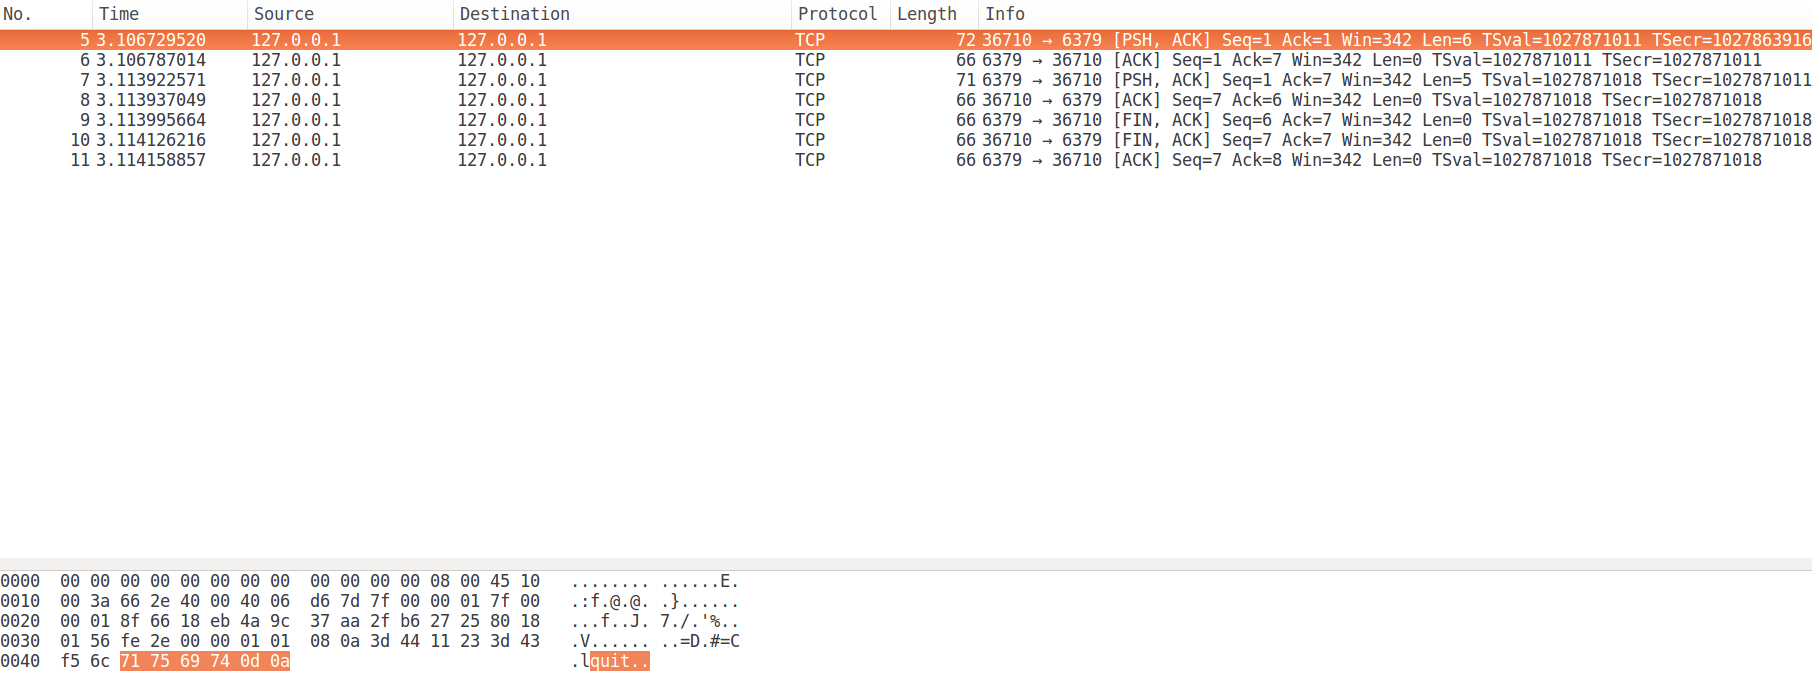 No. Time Source Destination Protocol Length Info
5 3.106729520 127.0.0.1 127.0.0.1 TCP 72 36710 → 6379 [PSH, ACK] Seq=1 Ack=1 Win=342 Len=6 TSval=1027871011 TSecr=1027863916
6 3.106787014 127.0.0.1 127.0.0.1 TCP 66 6379 → 36710 [ACK] Seq=1 Ack=7 Win=342 Len=0 TSval=1027871011 TSecr=1027871011
7 3.113922571 127.0.0.1 127.0.0.1 TCP 71 6379 → 36710 [PSH, ACK] Seq=1 Ack=7 Win=342 Len=5 TSval=1027871018 TSecr=1027871011
8 3.113937049 127.0.0.1 127.0.0.1 TCP 66 36710 → 6379 [ACK] Seq=7 Ack=6 Win=342 Len=0 TSval=1027871018 TSecr=1027871018
9 3.113995664 127.0.0.1 127.0.0.1 TCP 66 6379 → 36710 [FIN, ACK] Seq=6 Ack=7 Win=342 Len=0 TSval=1027871018 TSecr=1027871018
10 3.114126216 127.0.0.1 127.0.0.1 TCP 66 36710 → 6379 [FIN, ACK] Seq=7 Ack=7 Win=342 Len=0 TSval=1027871018 TSecr=1027871018
11 3.114158857 127.0.0.1 127.0.0.1 TCP 66 6379 → 36710 [ACK] Seq=7 Ack=8 Win=342 Len=0 TSval=1027871018 TSecr=1027871018
0000 00 00 00 00 00 00 00 00 00 00 00 00 08 00 45 10 ........ ......E.
0010 00 3a 66 2e 40 00 40 06 d6 7d 7f 00 00 01 7f 00 .:f.@.@. .}......
0020 00 01 8f 66 18 eb 4a 9c 37 aa 2f b6 27 25 80 18 ...f..J. 7./.'%..
0030 01 56 fe 2e 00 00 01 01 08 0a 3d 44 11 23 3d 43 .V...... ..=D.#=C
0040 f5 6c 71 75 69 74 0d 0a .lquit..